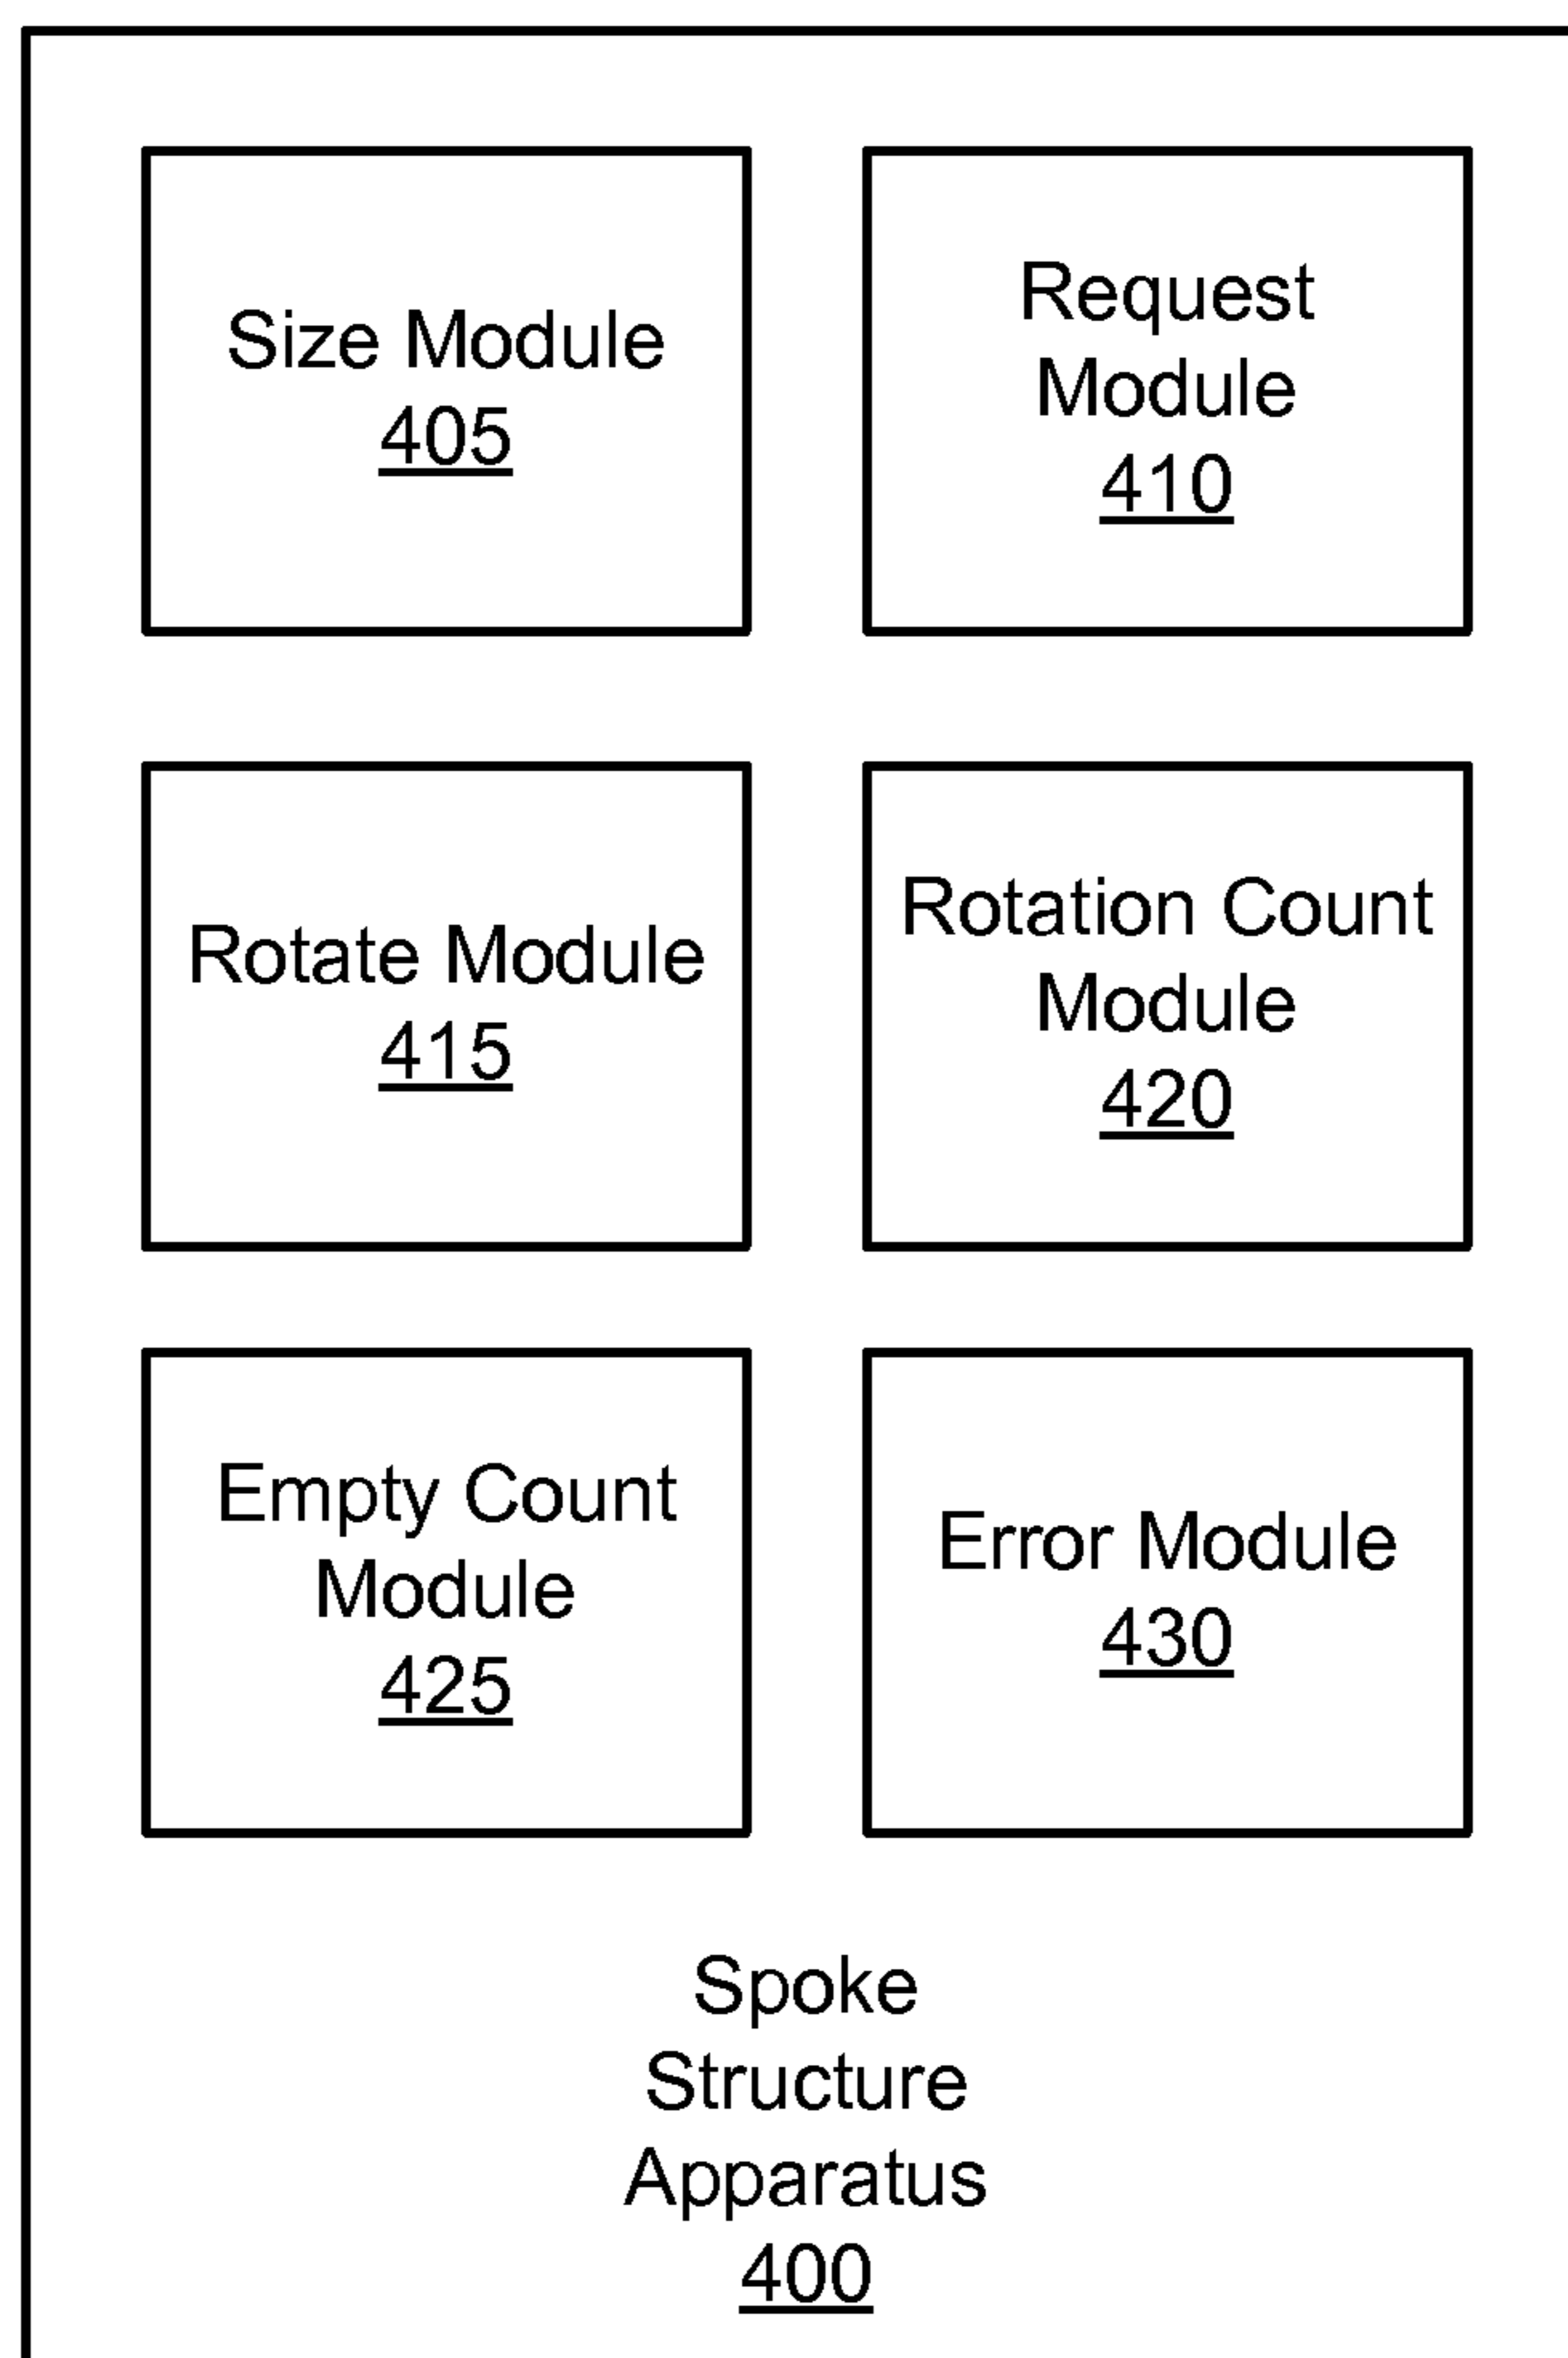 Size Module
405
Request
Module
410
Rotate Module
415
Rotation Count
Module
420
Empty Count
Module
425
Error Module
430
Spoke
Structure
Apparatus
400